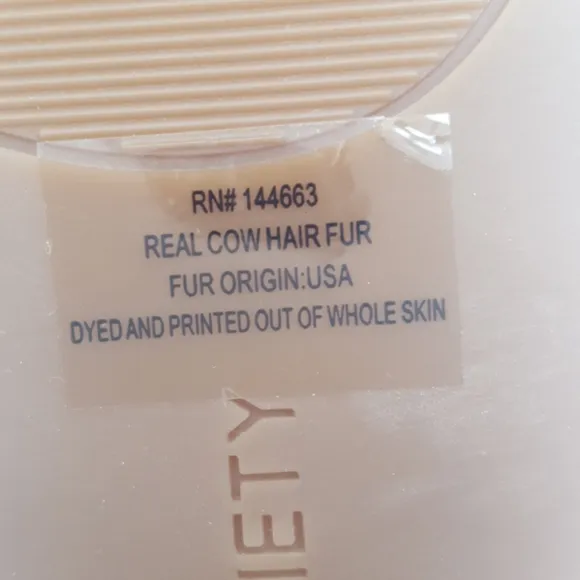 RN# 144663
REAL COW HAIR FUR
FUR ORIGIN:USA
DYED AND PRINTED OUT OF WHOLE SKIN
IETY